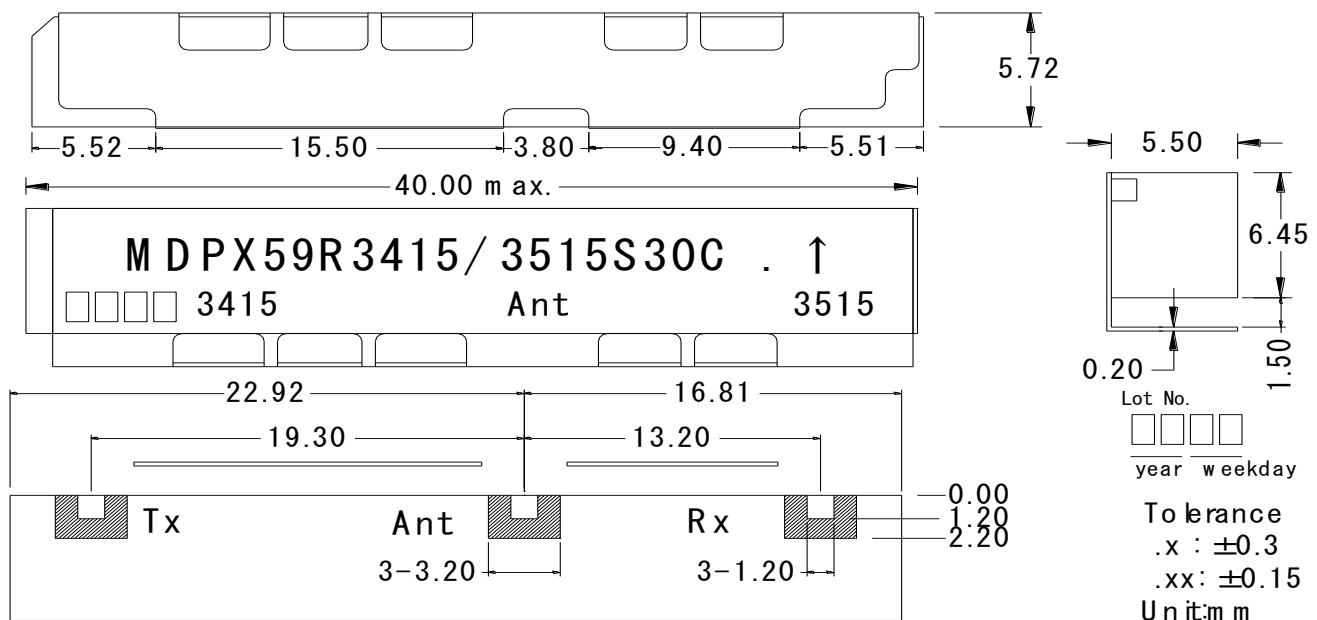 5.72
5.52 15.50 3.80 9.40 5.51
40.00 max.
MDPX59R3415/3515S30C . ↑
3415 Ant 3515
5.50
6.45
1.50
0.20
Lot No.
year weekday
22.92 16.81
19.30 13.20
Tx Ant Rx
0.00
1.20
2.20
3-3.20 3-1.20
Tolerance
.x : ±0.3
.xx: ±0.15
Unit:mm